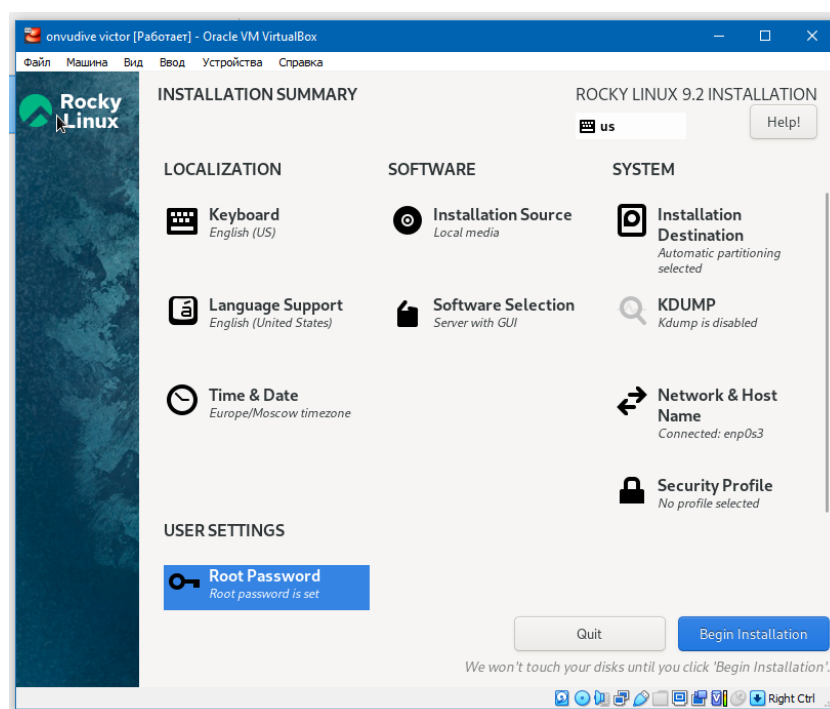 onvudive victor [Работает] - Oracle VM VirtualBox
Файл Машина Вид Ввод Устройства Справка
Rocky
Linux
INSTALLATION SUMMARY
ROCKY LINUX 9.2 INSTALLATION
us
Help!
LOCALIZATION
Keyboard
English (US)
Language Support
English (United States)
Time & Date
Europe/Moscow timezone
SOFTWARE
Installation Source
Local media
Software Selection
Server with GUI
SYSTEM
Installation
Destination
Automatic partitioning
selected
KDUMP
Kdump is disabled
Network & Host
Name
Connected: enp0s3
Security Profile
No profile selected
USER SETTINGS
Root Password
Root password is set
Quit
Begin Installation
We won't touch your disks until you click 'Begin Installation'.
Right Ctrl